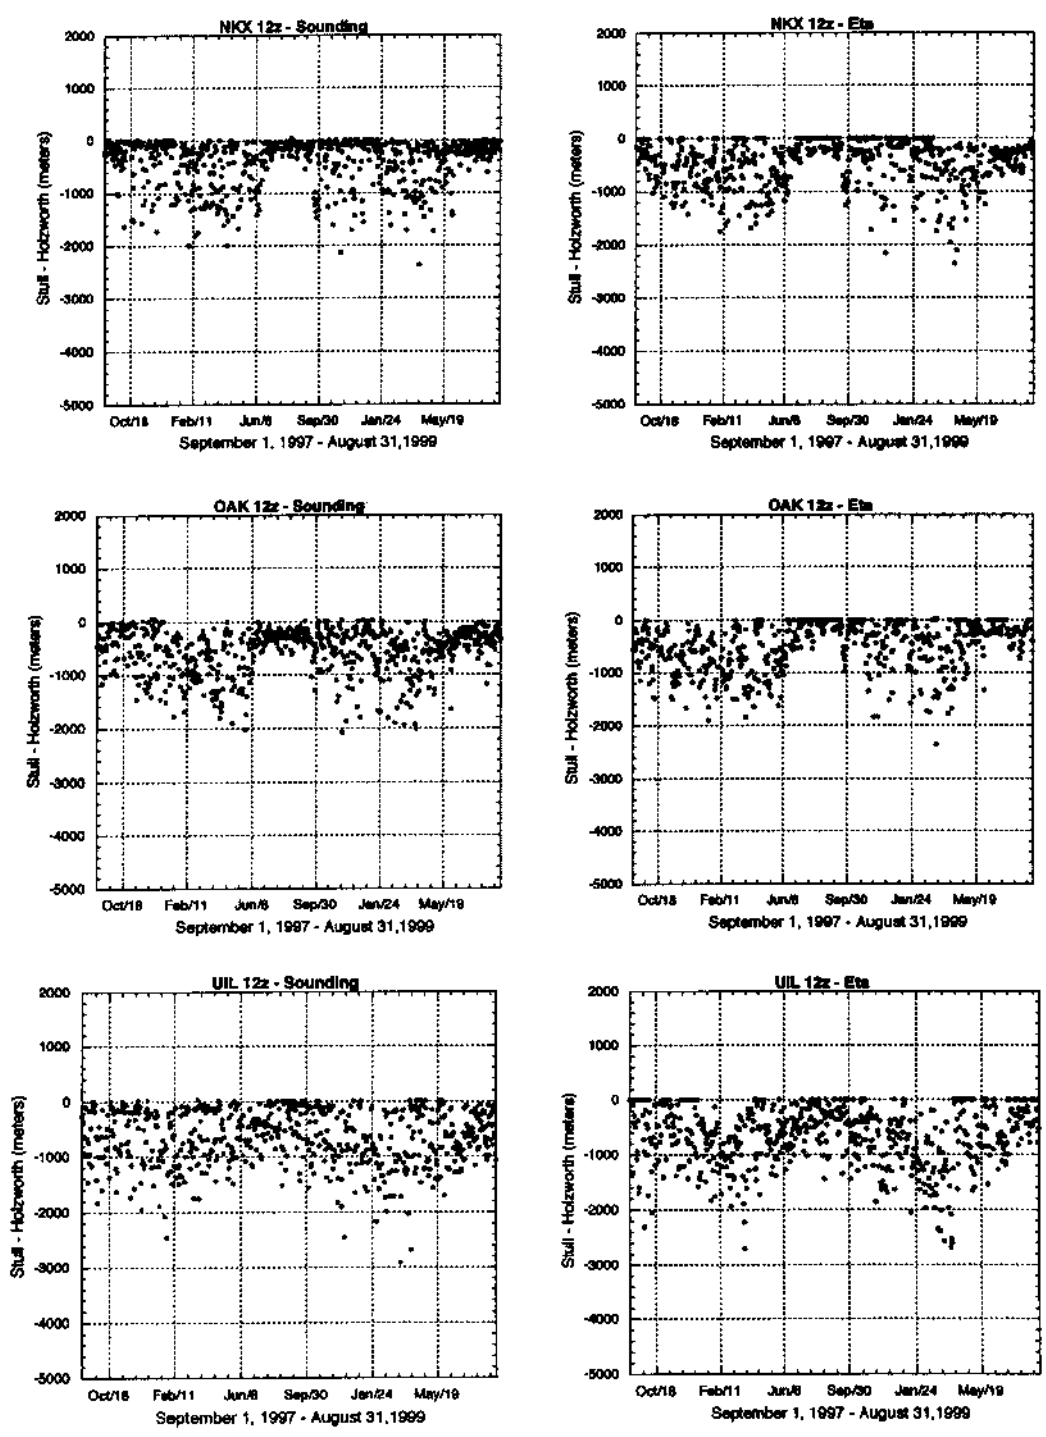 NKX 12z - Sounding
2000
1000
0
-1000
-2000
-3000
-4000
-5000
Stull - Holzworth (meters)
Oct/18 Feb/11 Jun/6 Sep/30 Jan/24 May/19
September 1, 1997 - August 31,1999
NKX 12z - Eta
2000
1000
0
-1000
-2000
-3000
-4000
-5000
Stull - Holzworth (meters)
Oct/18 Feb/11 Jun/6 Sep/30 Jan/24 May/19
September 1, 1997 - August 31,1999
OAK 12z - Sounding
2000
1000
0
-1000
-2000
-3000
-4000
-5000
Stull - Holzworth (meters)
Oct/18 Feb/11 Jun/6 Sep/30 Jan/24 May/19
September 1, 1997 - August 31,1999
OAK 12z - Eta
2000
1000
0
-1000
-2000
-3000
-4000
-5000
Stull - Holzworth (meters)
Oct/18 Feb/11 Jun/6 Sep/30 Jan/24 May/19
September 1, 1997 - August 31,1999
UIL 12z - Sounding
2000
1000
0
-1000
-2000
-3000
-4000
-5000
Stull - Holzworth (meters)
Oct/18 Feb/11 Jun/6 Sep/30 Jan/24 May/19
September 1, 1997 - August 31,1999
UIL 12z - Eta
2000
1000
0
-1000
-2000
-3000
-4000
-5000
Stull - Holzworth (meters)
Oct/18 Feb/11 Jun/6 Sep/30 Jan/24 May/19
September 1, 1997 - August 31,1999